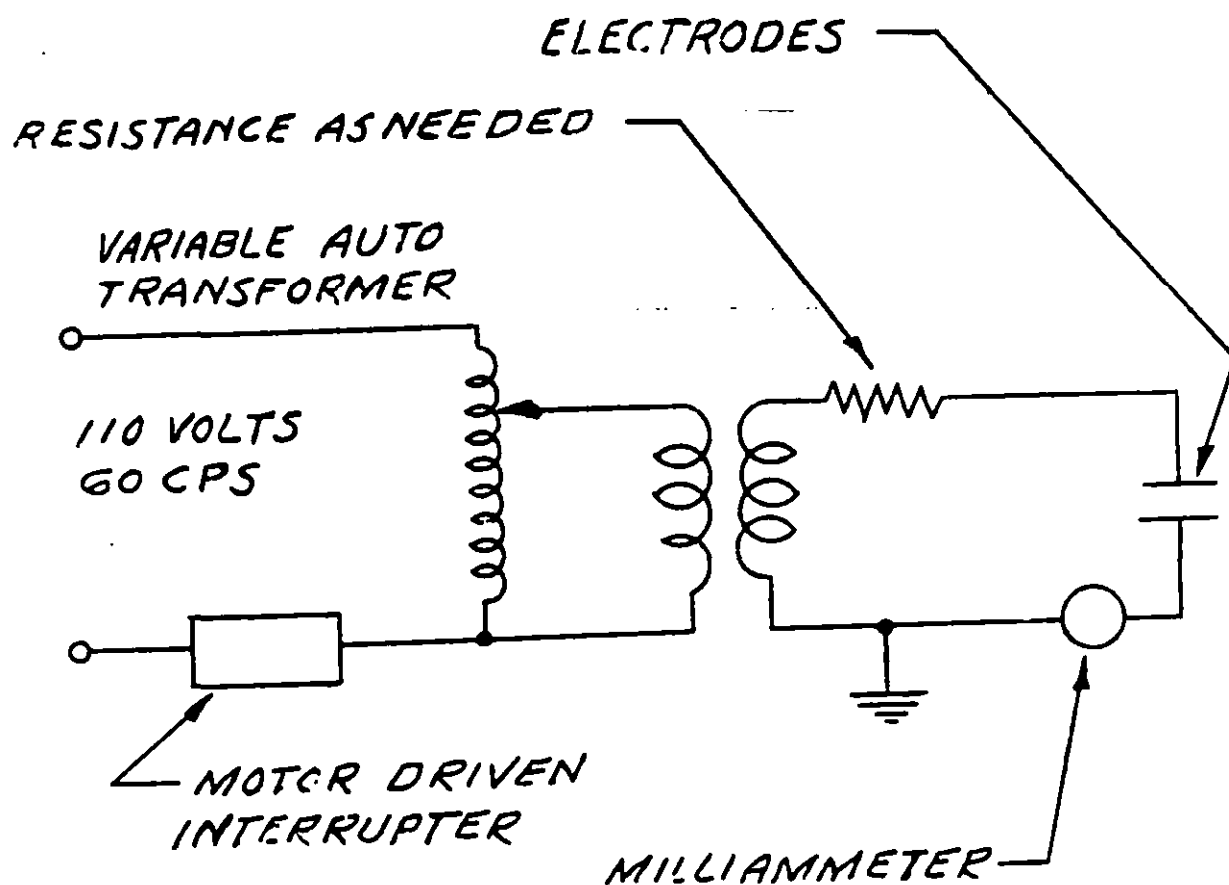 ELECTRODES
RESISTANCE AS NEEDED
VARIABLE AUTO
TRANSFORMER
110 VOLTS
60 CPS
MOTOR DRIVEN
INTERRUPTER
MILLIAMMETER